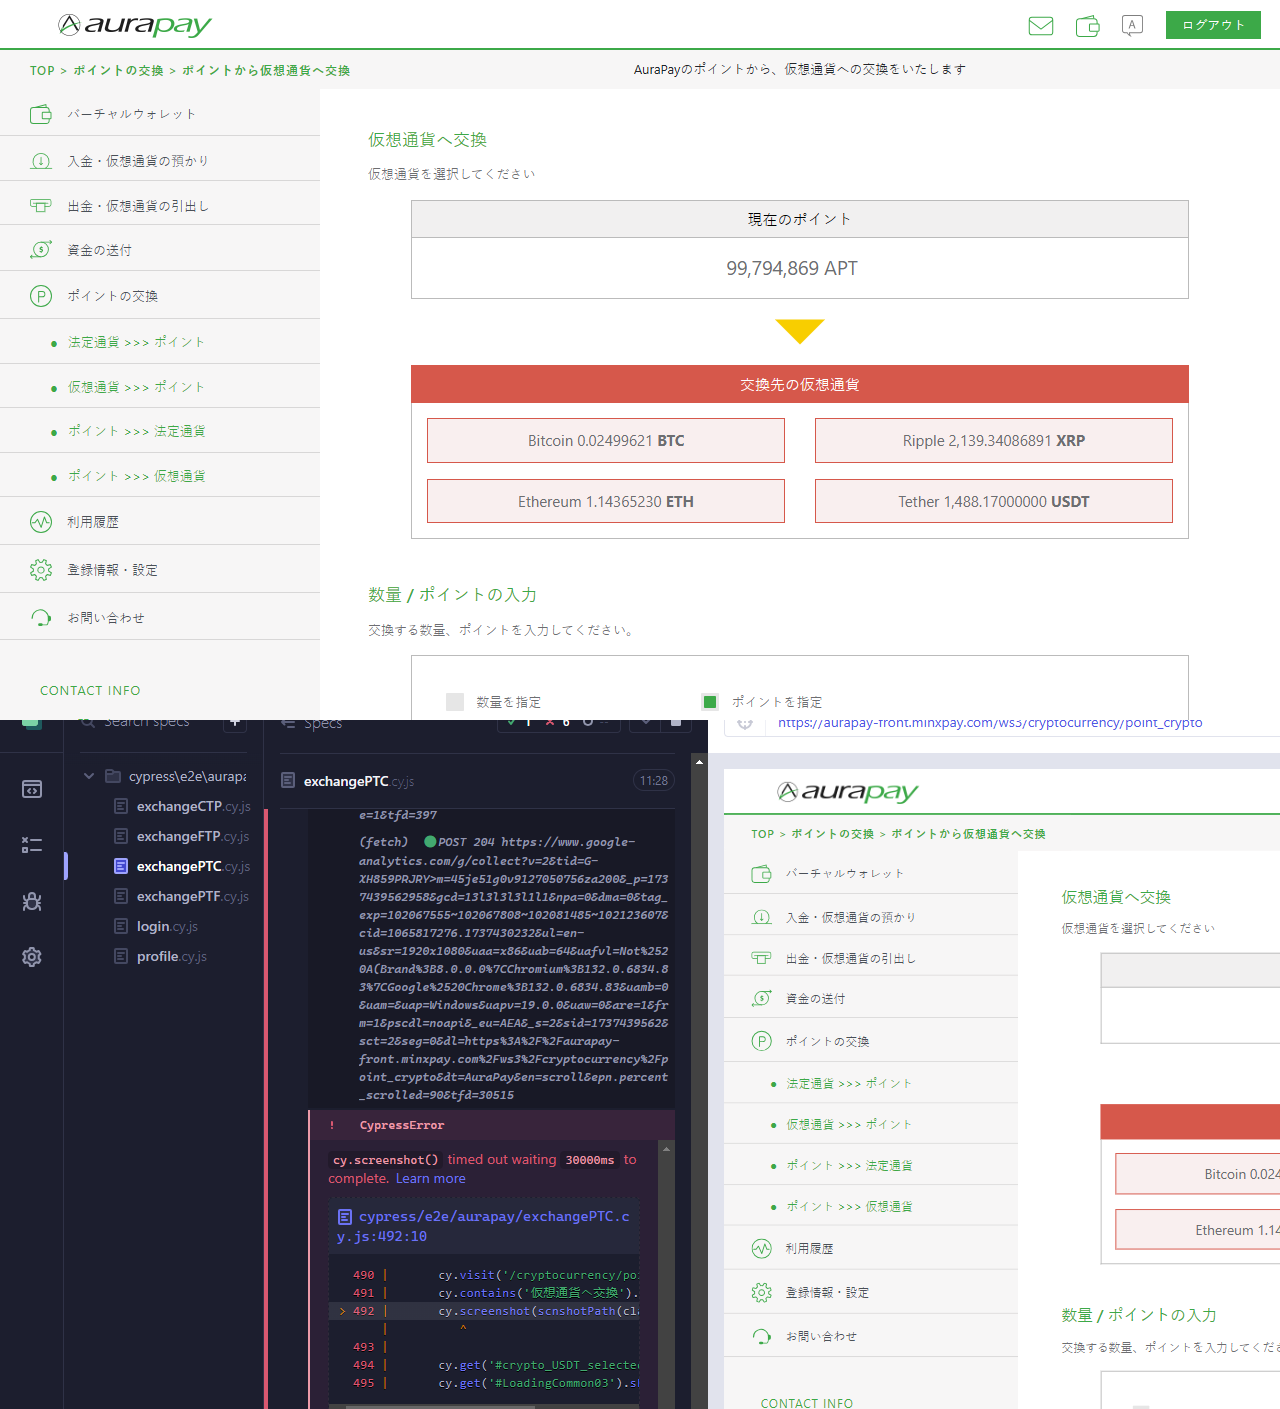 aurapay
A
ログアウト
TOP > ポイントの交換 > ポイントから仮想通貨へ交換
AuraPayのポイントから、仮想通貨への交換をいたします
バーチャルウォレット
入金・仮想通貨の預かり
出金・仮想通貨の引出し
資金の送付
ポイントの交換
法定通貨 >>> ポイント
仮想通貨 >>> ポイント
ポイント >>> 法定通貨
ポイント >>> 仮想通貨
利用履歴
登録情報・設定
お問い合わせ
CONTACT INFO
仮想通貨へ交換
仮想通貨を選択してください
現在のポイント
99,794,869 APT
交換先の仮想通貨
Bitcoin 0.02499621 BTC
Ripple 2,139.34086891 XRP
Ethereum 1.14365230 ETH
Tether 1,488.17000000 USDT
数量 / ポイントの入力
交換する数量、ポイントを入力してください。
数量を指定
ポイントを指定
Search specs
+
cypress\e2e\aurapa
exchangeCTP.cy.js
exchangeFTP.cy.js
exchangePTC.cy.js
exchangePTF.cy.js
login.cy.js
profile.cy.js
Specs
1
6
--
exchangePTC.cy.js
11:28
e=1&tfd=397
(fetch) POST 204 https://www.google-
analytics.com/g/collect?v=2&tid=G-
XH859PRJRY>m=45je51g0v9127050756za200&_p=173
7439562958&gcd=13l3l3l3l1l1&npa=0&dma=0&tag_
exp=102067555~102067808~102081485~102123607&
cid=1065817276.1737430232&ul=en-
us&sr=1920x1080&uaa=x86&uab=64&uafvl=Not%252
0A(Brand%3B8.0.0.0%7CChromium%3B132.0.6834.8
3%7CGoogle%2520Chrome%3B132.0.6834.83&uamb=0
&uam=&uap=Windows&uapv=19.0.0&uaw=0&are=1&fr
m=1&pscdl=noapi&_eu=AEA&_s=2&sid=1737439562&
sct=2&seg=0&dl=https%3A%2F%2Faurapay-
front.minxpay.com%2Fws3%2Fcryptocurrency%2Fp
oint_crypto&dt=AuraPay&en=scroll&epn.percent
_scrolled=90&tfd=30515
! CypressError
cy.screenshot() timed out waiting 30000ms to
complete. Learn more
cypress/e2e/aurapay/exchangePTC.c
y.js:492:10
490 | cy.visit('/cryptocurrency/po
491 | cy.contains('仮想通貨へ交換').
> 492 | cy.screenshot(scnshotPath(cl
| ^
493 |
494 | cy.get('#crypto_USDT_selecte
495 | cy.get('#LoadingCommon03').s
https://aurapay-front.minxpay.com/ws3/cryptocurrency/point_crypto
aurapay
TOP > ポイントの交換 > ポイントから仮想通貨へ交換
バーチャルウォレット
入金・仮想通貨の預かり
出金・仮想通貨の引出し
資金の送付
ポイントの交換
法定通貨 >>> ポイント
仮想通貨 >>> ポイント
ポイント >>> 法定通貨
ポイント >>> 仮想通貨
利用履歴
登録情報・設定
お問い合わせ
CONTACT INFO
仮想通貨へ交換
仮想通貨を選択してください
Bitcoin 0.024
Ethereum 1.14
数量 / ポイントの入力
交換する数量、ポイントを入力してくださ